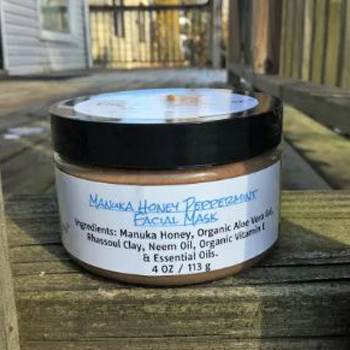 Manuka Honey Peppermint
Facial Mask
Ingredients: Manuka Honey, Organic Aloe Vera Gel,
Rhassoul Clay, Neem Oil, Organic Vitamin E
& Essential Oils.
4 OZ / 113 g